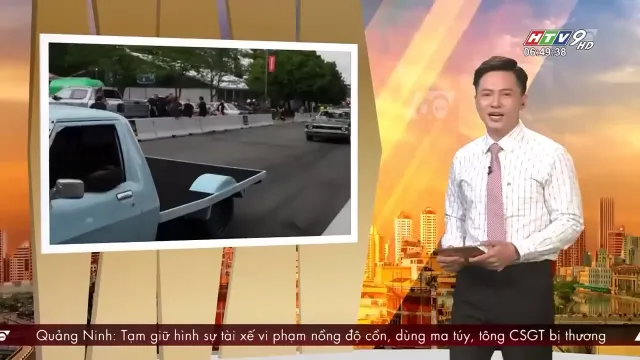 HTV9 HD
06:49:38
Quảng Ninh: Tạm giữ hình sự tài xế vi phạm nồng độ cồn, dùng ma túy, tông CSGT bị thương